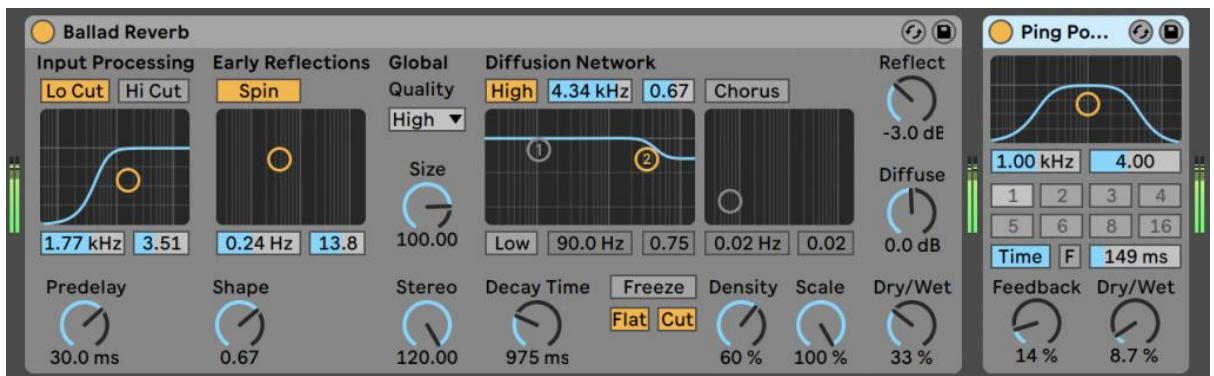 Ballad Reverb
Ping Po...
Input Processing Early Reflections Global Diffusion Network Reflect
Lo Cut Hi Cut Spin Quality High 4.34 kHz 0.67 Chorus
High
1 2
-3.0 dB
1.00 kHz 4.00
Size Diffuse
1 2 3 4
5 6 8 16
100.00 0.0 dB
1.77 kHz 3.51 0.24 Hz 13.8 Low 90.0 Hz 0.75 0.02 Hz 0.02
Time F 149 ms
Predelay Shape Stereo Decay Time Freeze Density Scale Dry/Wet
Feedback Dry/Wet
Flat Cut
30.0 ms 0.67 120.00 975 ms 60 % 100 % 33 %
14 % 8.7 %